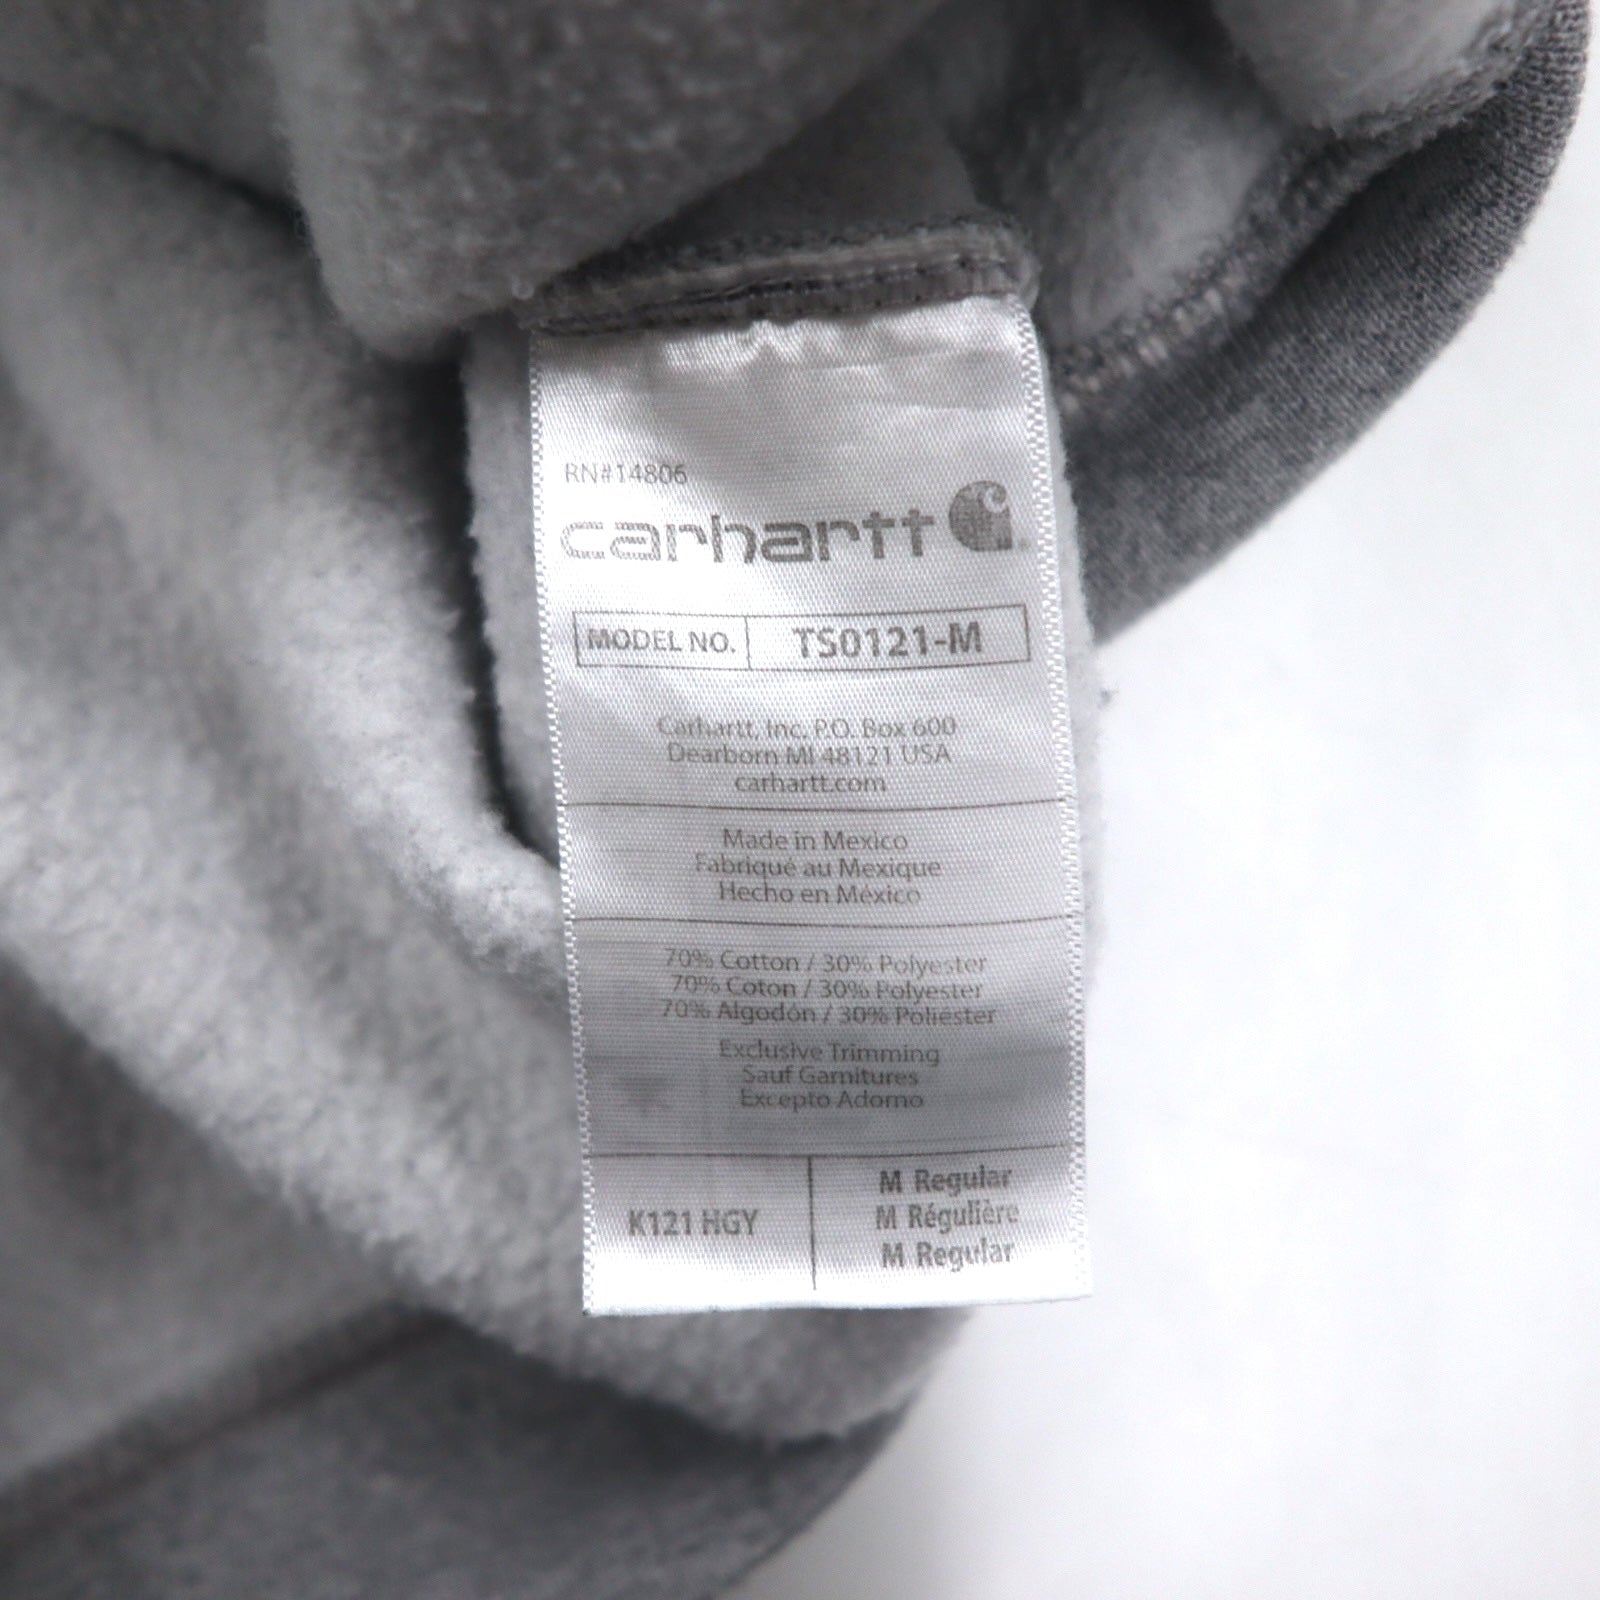 RN#14806
carhartt
MODEL NO. TS0121-M
Carhartt, Inc. P.O. Box 600
Dearborn MI 48121 USA
carhartt.com
Made in Mexico
Fabriqué au Mexique
Hecho en México
70% Cotton / 30% Polyester
70% Coton / 30% Polyester
70% Algodón / 30% Poliéster
Exclusive Trimming
Sauf Garnitures
Excepto Adorno
K121 HGY
M Regular
M Régulière
M Regular